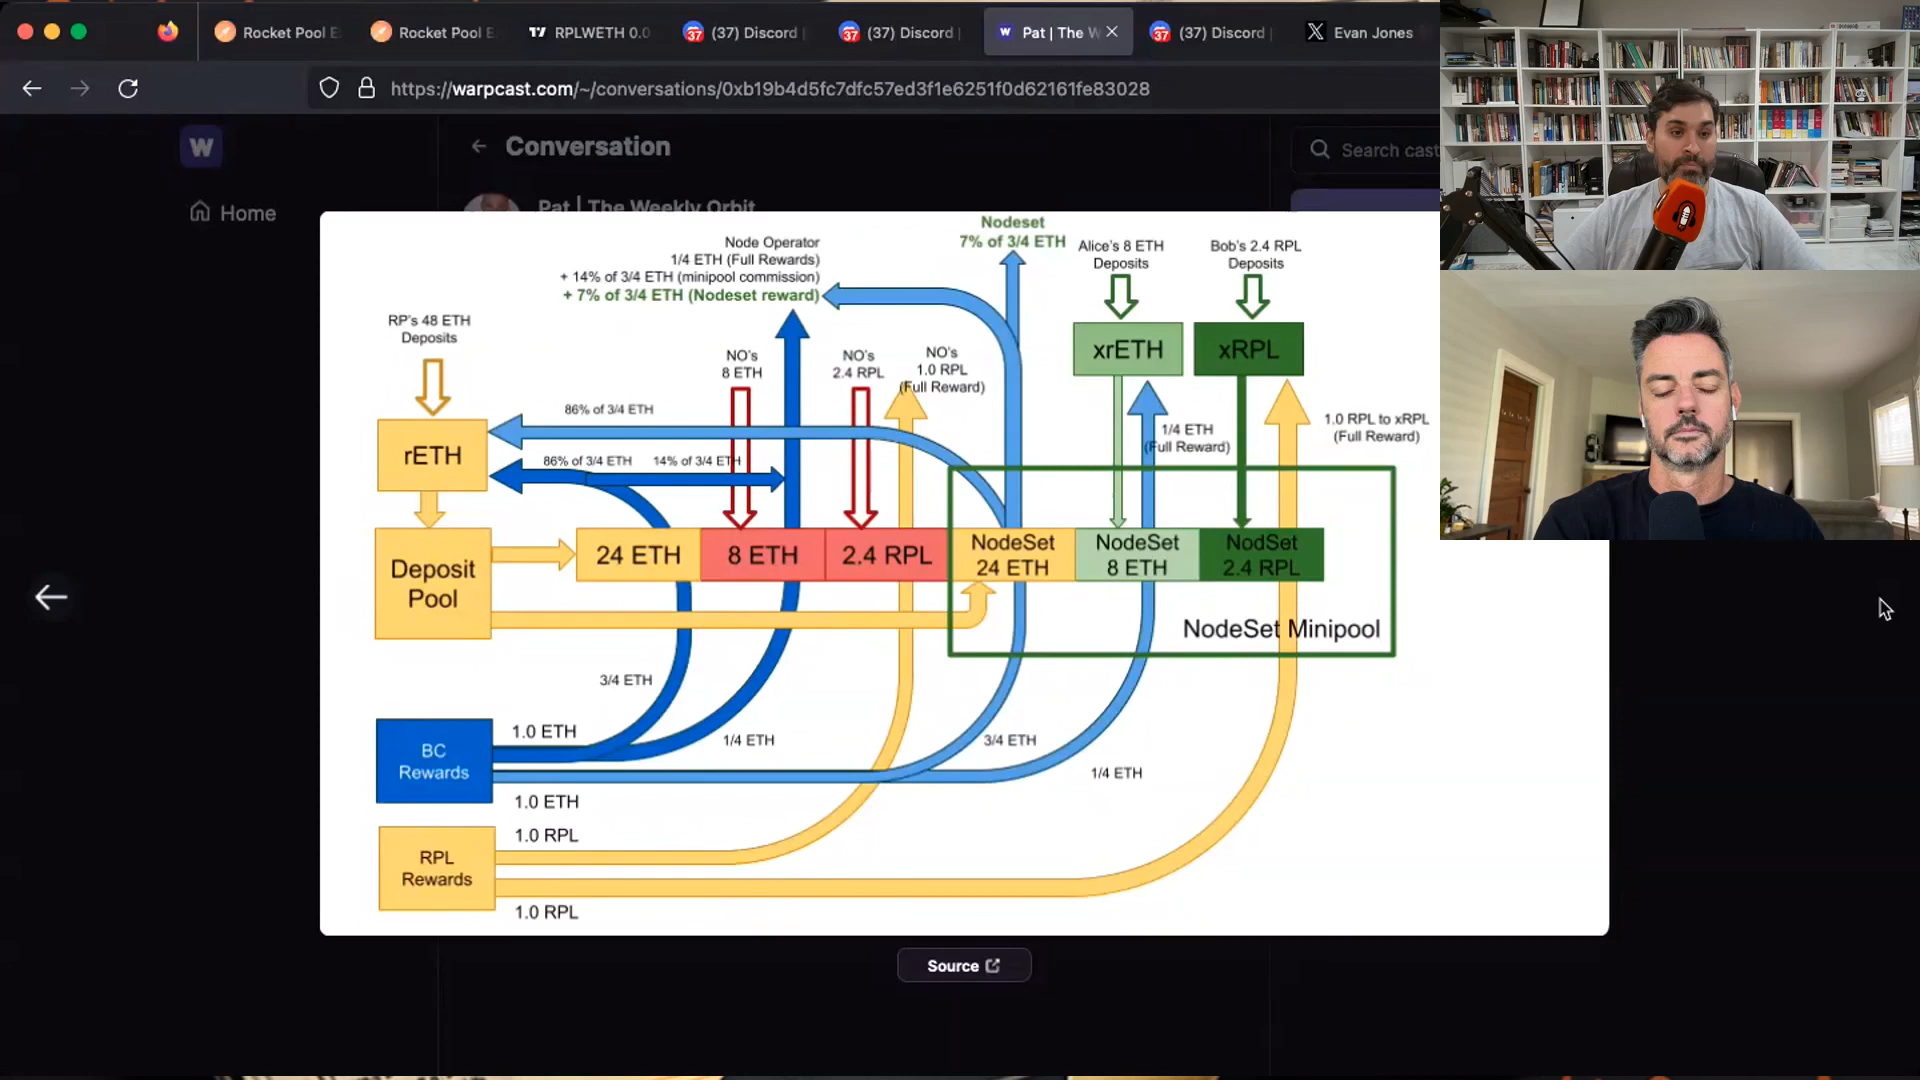 Rocket Pool E
Rocket Pool E
RPLWETH 0.0
(37) Discord
(37) Discord
Pat | The W
(37) Discord
Evan Jones
https://warpcast.com/~/conversations/0xb19b4d5fc7dfc57ed3f1e6251f0d62161fe83028
W
Conversation
Search cast
Home
Pat | The Weekly Orbit
Nodeset
7% of 3/4 ETH
Node Operator
1/4 ETH (Full Rewards)
+ 14% of 3/4 ETH (minipool commission)
+ 7% of 3/4 ETH (Nodeset reward)
Alice's 8 ETH
Deposits
Bob's 2.4 RPL
Deposits
RP's 48 ETH
Deposits
NO's
8 ETH
NO's
2.4 RPL
NO's
1.0 RPL
(Full Reward)
xrETH
xRPL
86% of 3/4 ETH
1/4 ETH
(Full Reward)
1.0 RPL to xRPL
(Full Reward)
rETH
86% of 3/4 ETH
14% of 3/4 ETH
Deposit
Pool
24 ETH
8 ETH
2.4 RPL
NodeSet
24 ETH
NodeSet
8 ETH
NodSet
2.4 RPL
NodeSet Minipool
3/4 ETH
BC
Rewards
1.0 ETH
1/4 ETH
3/4 ETH
1/4 ETH
1.0 ETH
RPL
Rewards
1.0 RPL
1.0 RPL
Source